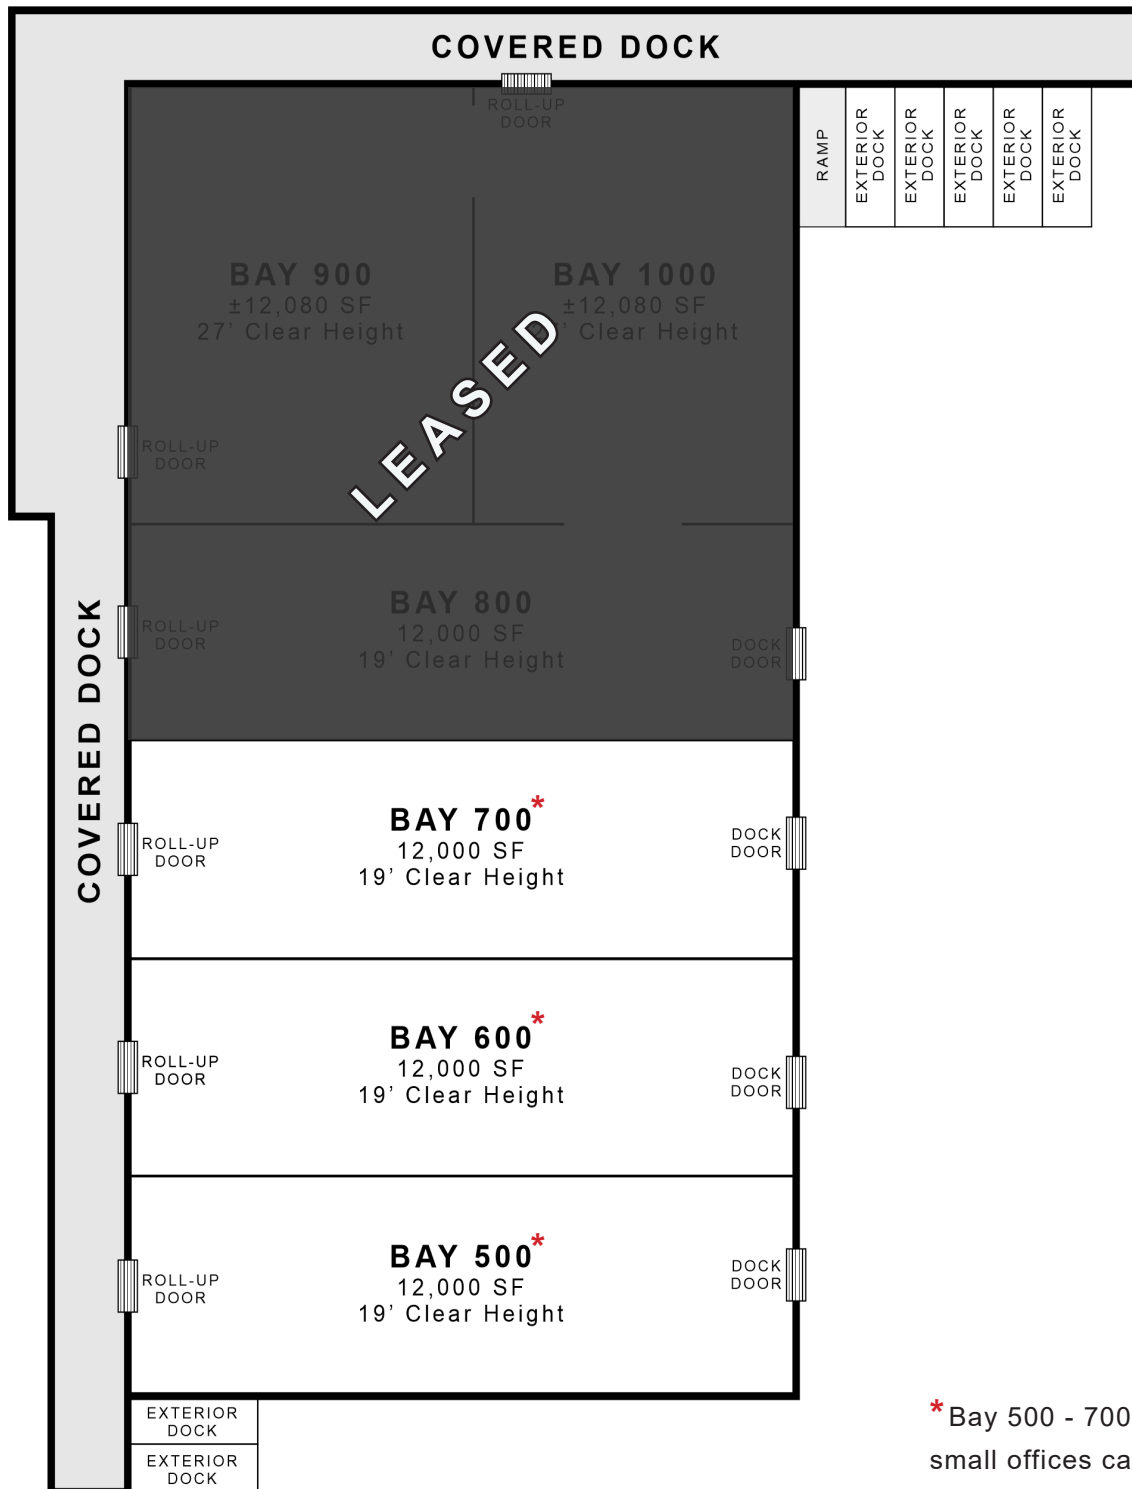 COVERED DOCK
ROLL-UP
DOOR
RAMP
EXTERIOR
DOCK
EXTERIOR
DOCK
EXTERIOR
DOCK
EXTERIOR
DOCK
EXTERIOR
DOCK
BAY 900
±12,080 SF
27’ Clear Height
BAY 1000
±12,080 SF
’ Clear Height
LEASED
ROLL-UP
DOOR
BAY 800
12,000 SF
19’ Clear Height
ROLL-UP
DOOR
DOCK
DOOR
COVERED DOCK
BAY 700*
12,000 SF
19’ Clear Height
ROLL-UP
DOOR
DOCK
DOOR
BAY 600*
12,000 SF
19’ Clear Height
ROLL-UP
DOOR
DOCK
DOOR
BAY 500*
12,000 SF
19’ Clear Height
ROLL-UP
DOOR
DOCK
DOOR
EXTERIOR
DOCK
EXTERIOR
DOCK
*Bay 500 - 700
small offices ca